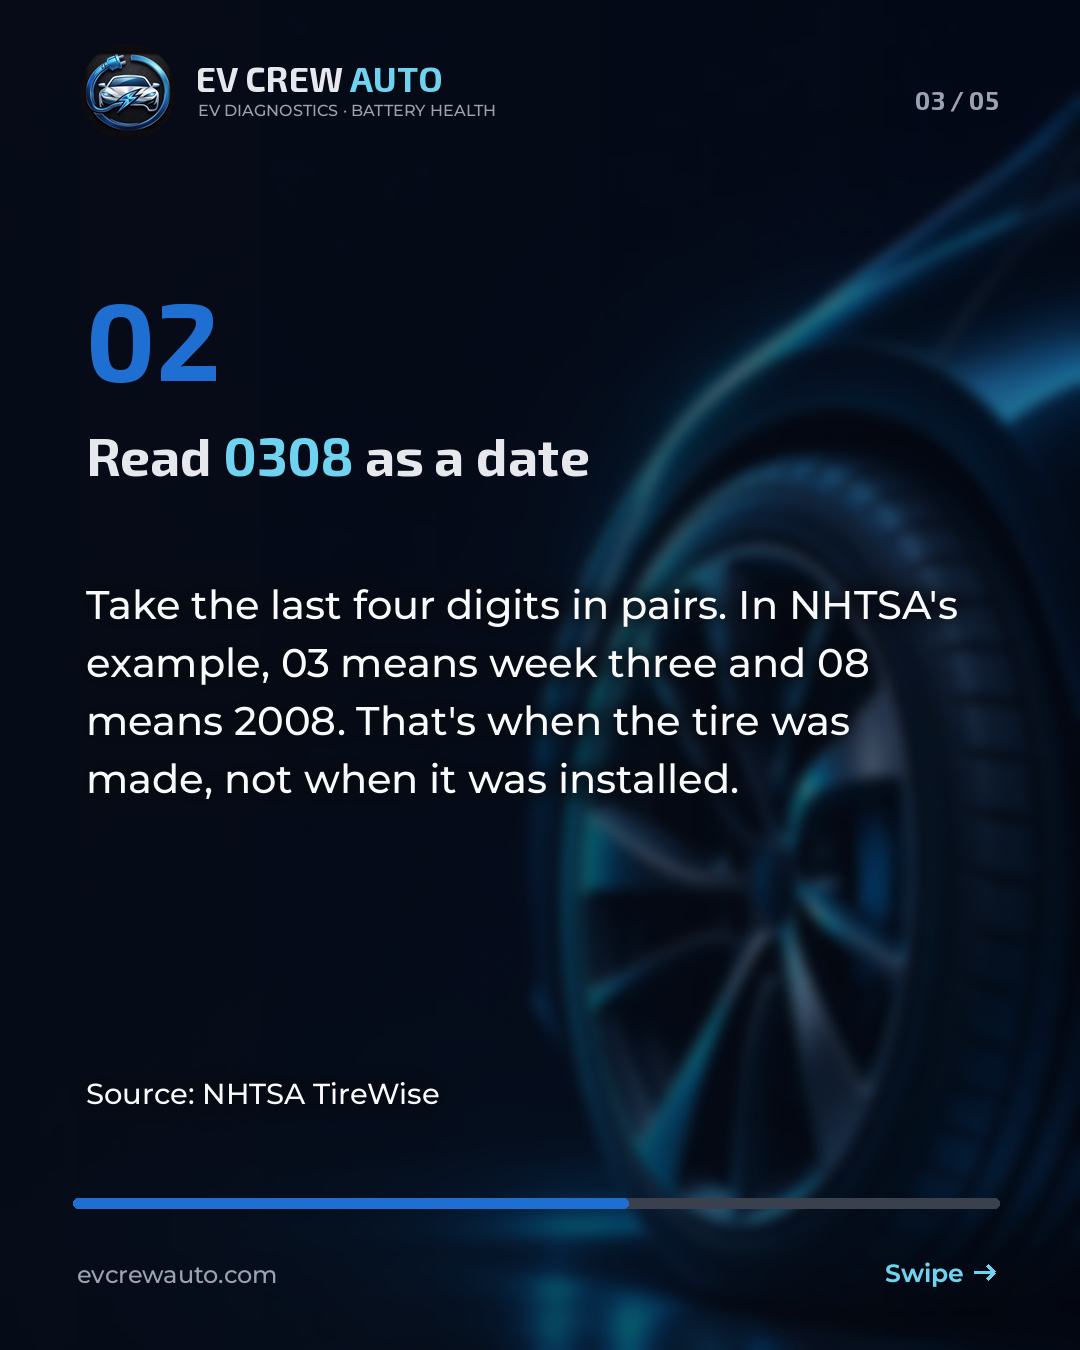 EV CREW AUTO
EV DIAGNOSTICS · BATTERY HEALTH
03 / 05
02
Read 0308 as a date
Take the last four digits in pairs. In NHTSA's
example, 03 means week three and 08
means 2008. That's when the tire was
made, not when it was installed.
Source: NHTSA TireWise
evcrewauto.com
Swipe →